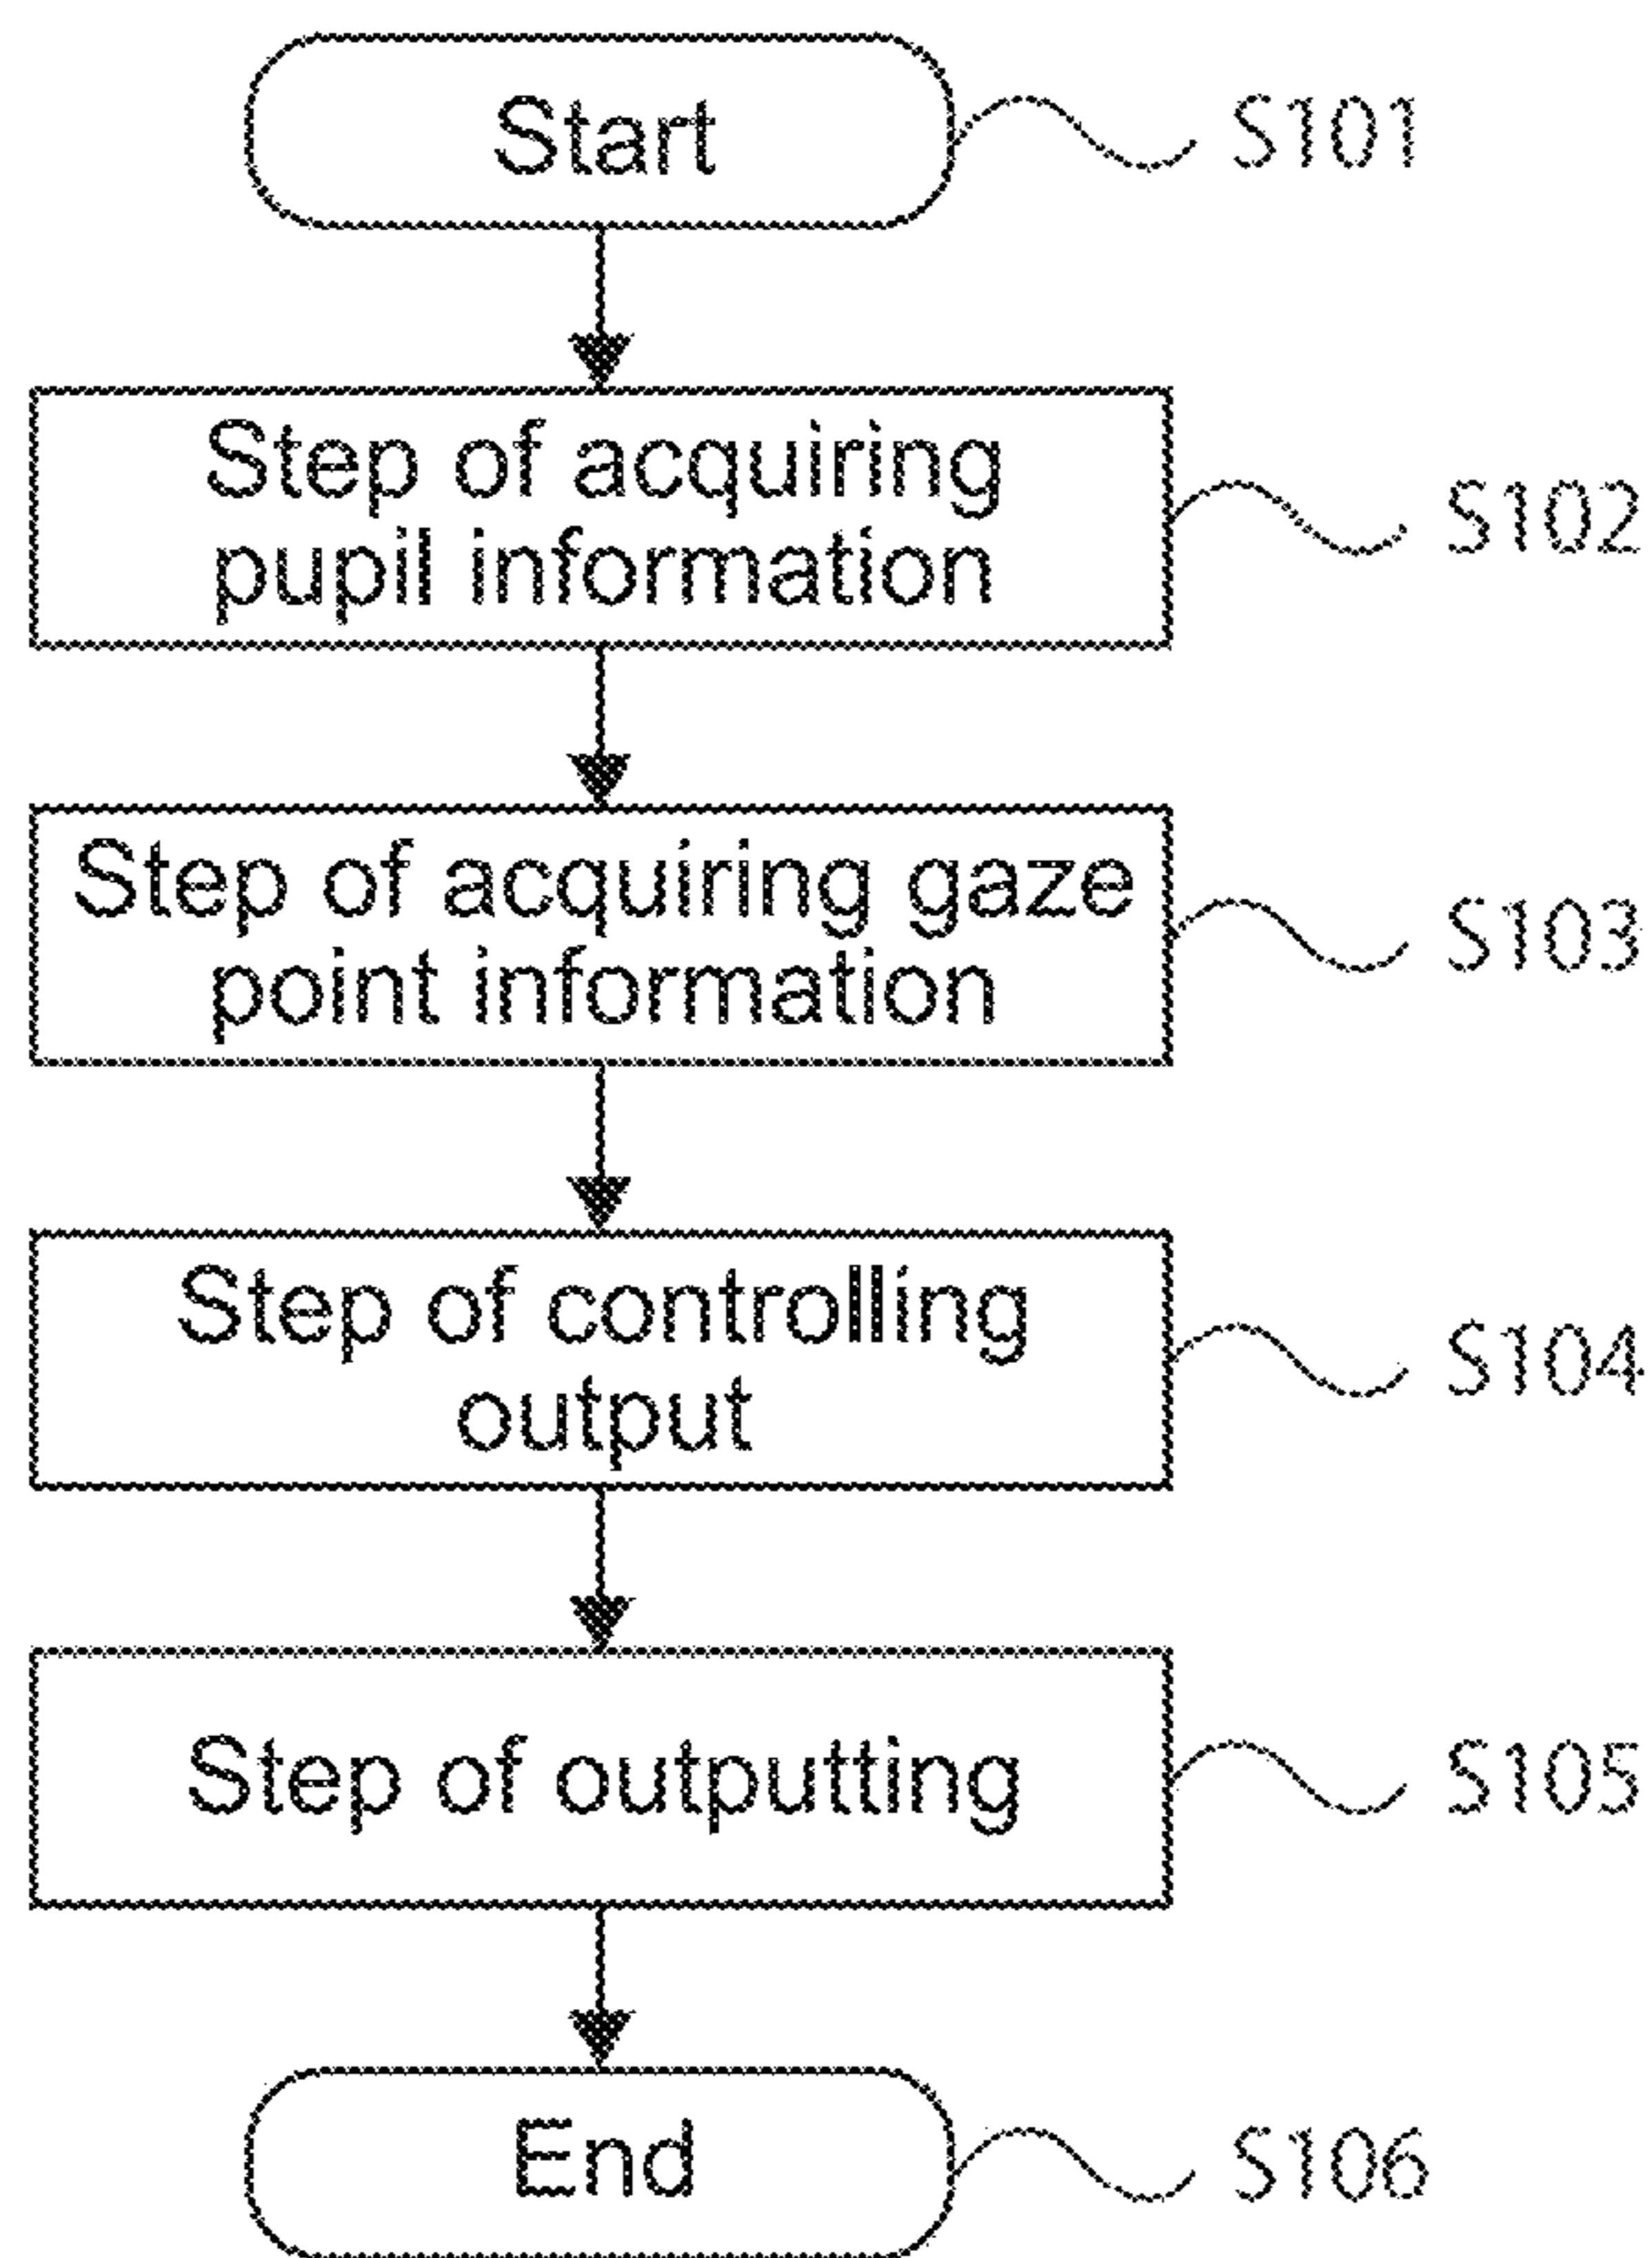 Start
S101
Step of acquiring
pupil information
S102
Step of acquiring gaze
point information
S103
Step of controlling
output
S104
Step of outputting
S105
End
S106